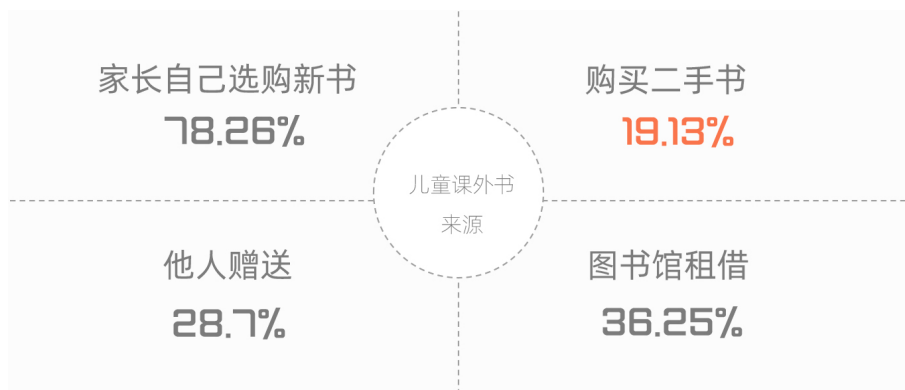 家长自己选购新书
78.26%
购买二手书
19.13%
儿童课外书
来源
他人赠送
28.7%
图书馆租借
36.25%